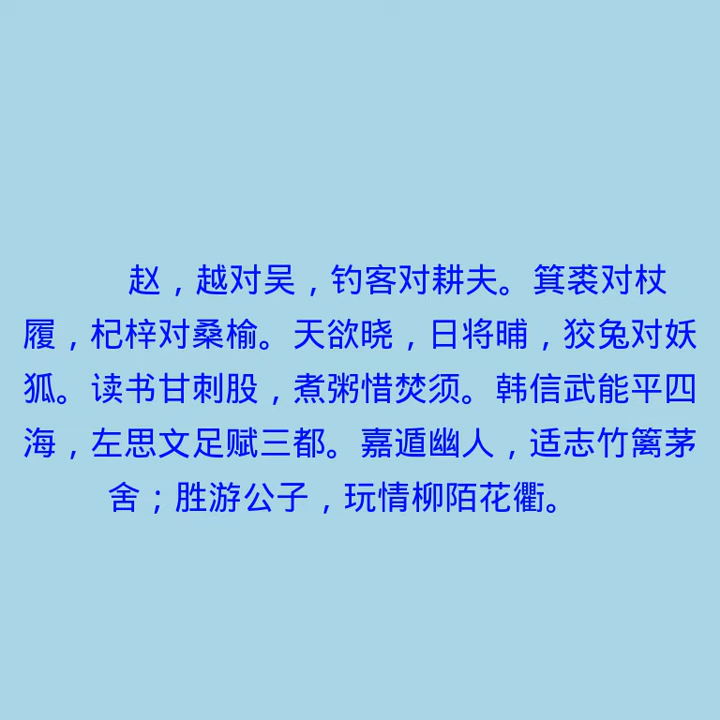 赵，越对吴，钓客对耕夫。箕裘对杖
履，杞梓对桑榆。天欲晓，日将晡，狡兔对妖
狐。读书甘刺股，煮粥惜焚须。韩信武能平四
海，左思文足赋三都。嘉遁幽人，适志竹篱茅
舍；胜游公子，玩情柳陌花衢。